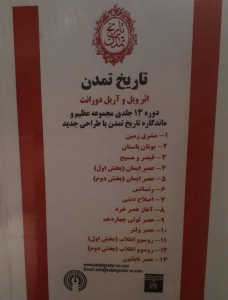 تاریخ تمدن
تاریخ تمدن
اثر ویل و آریل دورانت
دوره ۱۳ جلدی مجموعه عظیم و
ماندگاره تاریخ تمدن با طراحی جدید
۱- مشرق زمین
۲- یونان باستان
۳- قیصر و مسیح
۴- عصر ایمان (بخش اول)
۵- عصر ایمان (بخش دوم)
۶- رنسانس
۷- اصلاح دینی
۸- آغاز عصر خرد
۹- عصر لوئی چهاردهم
۱۰- عصر ولتر
۱۱- روسو و انقلاب (بخش اول)
۱۲- روسو و انقلاب (بخش دوم)
۱۳- عصر ناپلئون